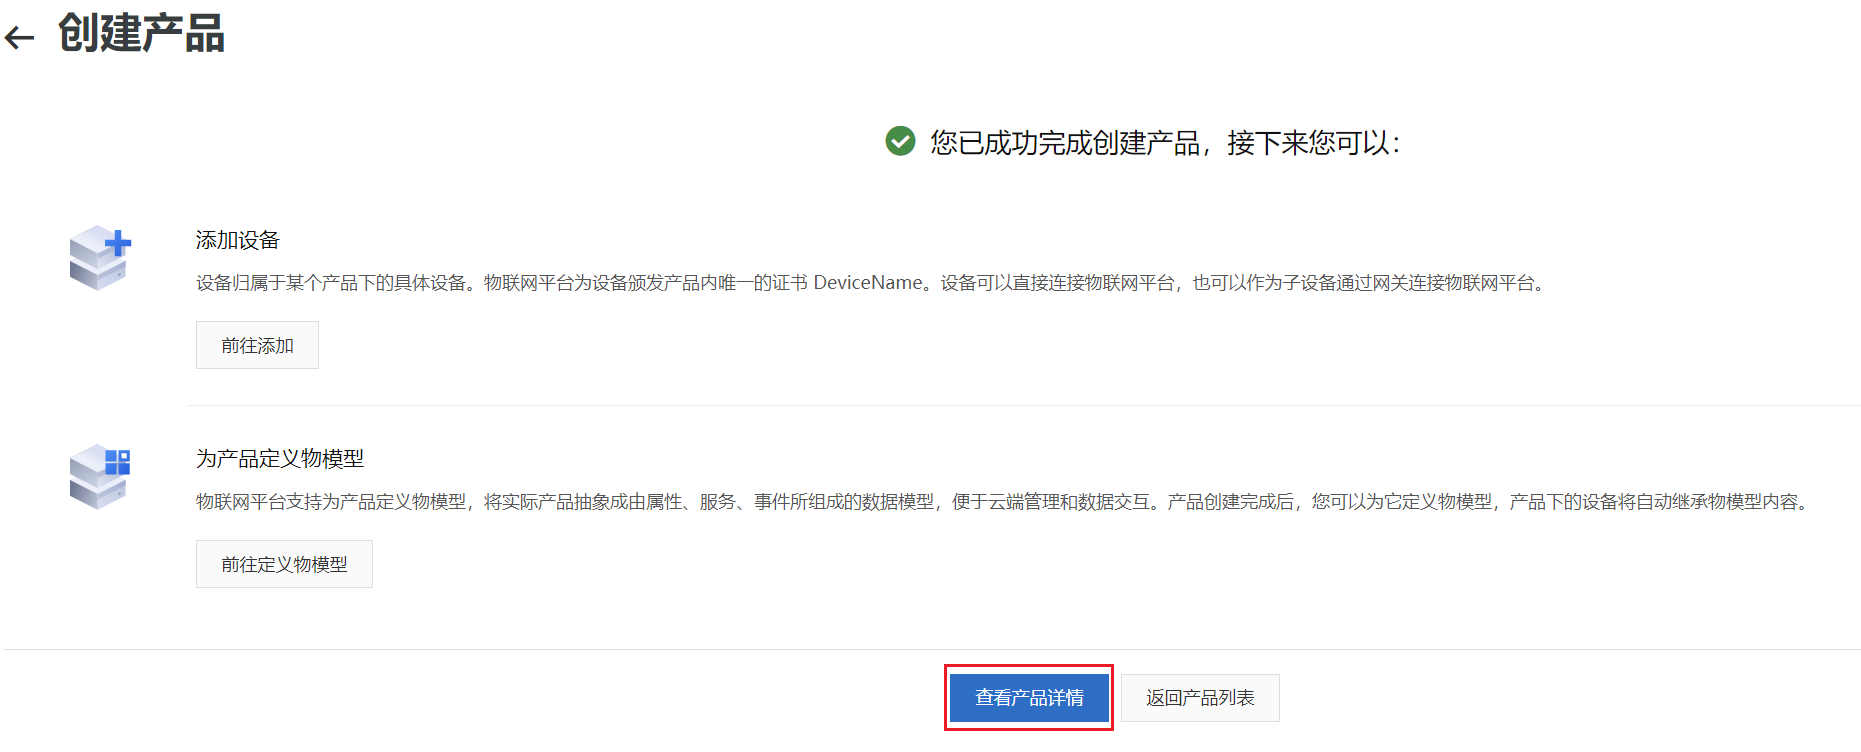 创建产品
您已成功完成创建产品，接下来您可以：
添加设备
设备归属于某个产品下的具体设备。物联网平台为设备颁发产品内唯一的证书 DeviceName。设备可以直接连接物联网平台，也可以作为子设备通过网关连接物联网平台。
前往添加
为产品定义物模型
物联网平台支持为产品定义物模型，将实际产品抽象成由属性、服务、事件所组成的数据模型，便于云端管理和数据交互。产品创建完成后，您可以为它定义物模型，产品下的设备将自动继承物模型内容。
前往定义物模型
查看产品详情
返回产品列表